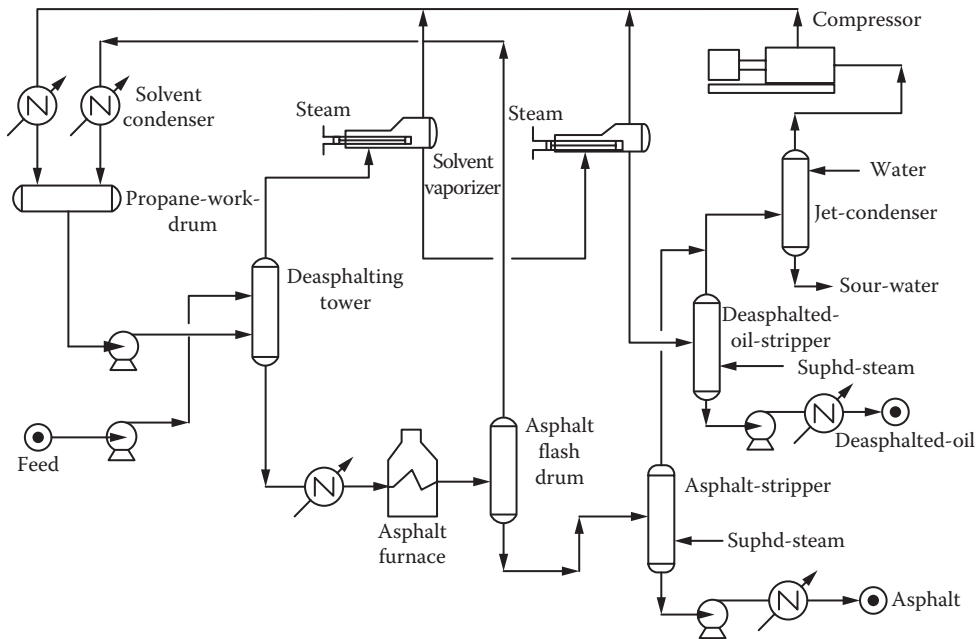 Compressor
Solvent
condenser
Steam
Steam
Solvent
vaporizer
Water
Propane-work-
drum
Jet-condenser
Deasphalting
tower
Sour-water
Deasphalted-
oil-stripper
Suphd-steam
Feed
Asphalt
flash
drum
Deasphalted-oil
Asphalt-stripper
Asphalt
furnace
Suphd-steam
Asphalt